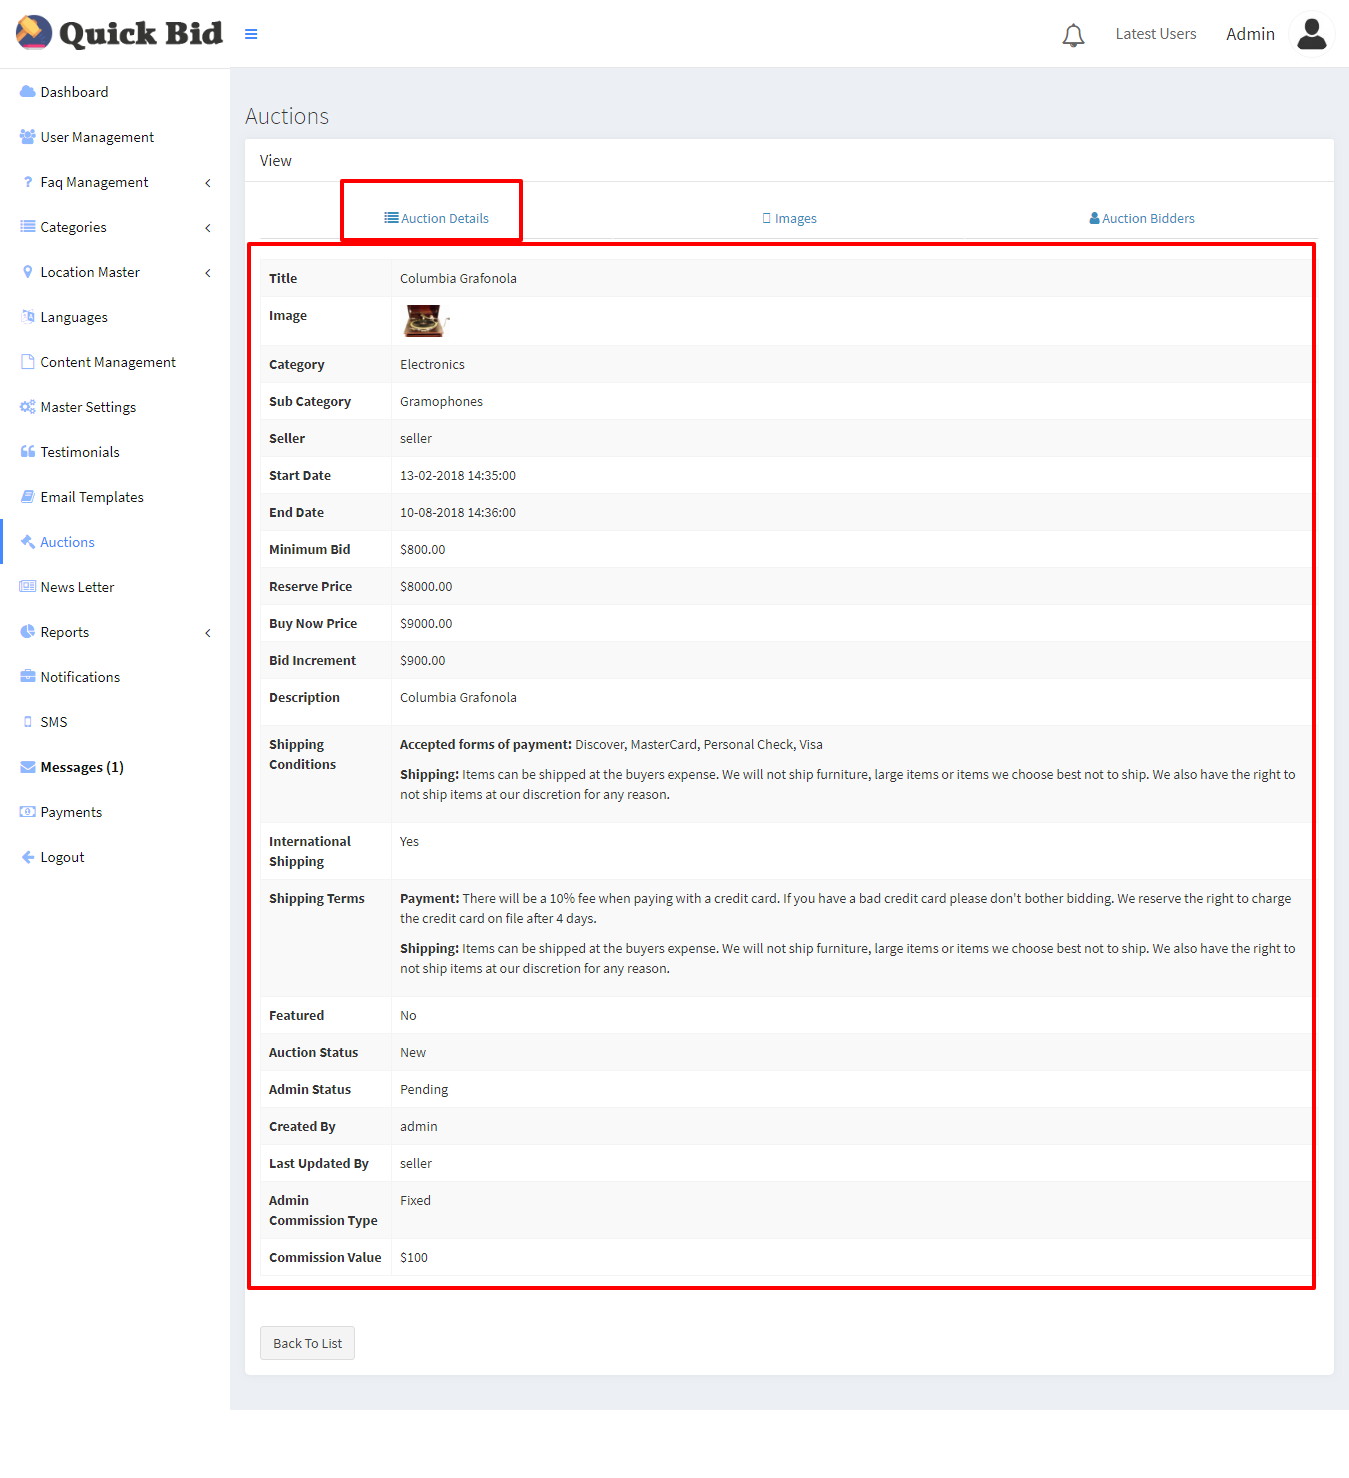 Quick Bid
Latest Users
Admin
Dashboard
User Management
Faq Management
Categories
Location Master
Languages
Content Management
Master Settings
Testimonials
Email Templates
Auctions
News Letter
Reports
Notifications
SMS
Messages (1)
Payments
Logout
Auctions
View
Auction Details
Images
Auction Bidders
Title Columbia Grafonola
Image
Category Electronics
Sub Category Gramophones
Seller seller
Start Date 13-02-2018 14:35:00
End Date 10-08-2018 14:36:00
Minimum Bid $800.00
Reserve Price $8000.00
Buy Now Price $9000.00
Bid Increment $900.00
Description Columbia Grafonola
Shipping Conditions
Accepted forms of payment: Discover, MasterCard, Personal Check, Visa
Shipping: Items can be shipped at the buyers expense. We will not ship furniture, large items or items we choose best not to ship. We also have the right to
not ship items at our discretion for any reason.
International Shipping
Yes
Shipping Terms
Payment: There will be a 10% fee when paying with a credit card. If you have a bad credit card please don't bother bidding. We reserve the right to charge
the credit card on file after 4 days.
Shipping: Items can be shipped at the buyers expense. We will not ship furniture, large items or items we choose best not to ship. We also have the right to
not ship items at our discretion for any reason.
Featured No
Auction Status New
Admin Status Pending
Created By admin
Last Updated By seller
Admin Commission Type
Fixed
Commission Value $100
Back To List